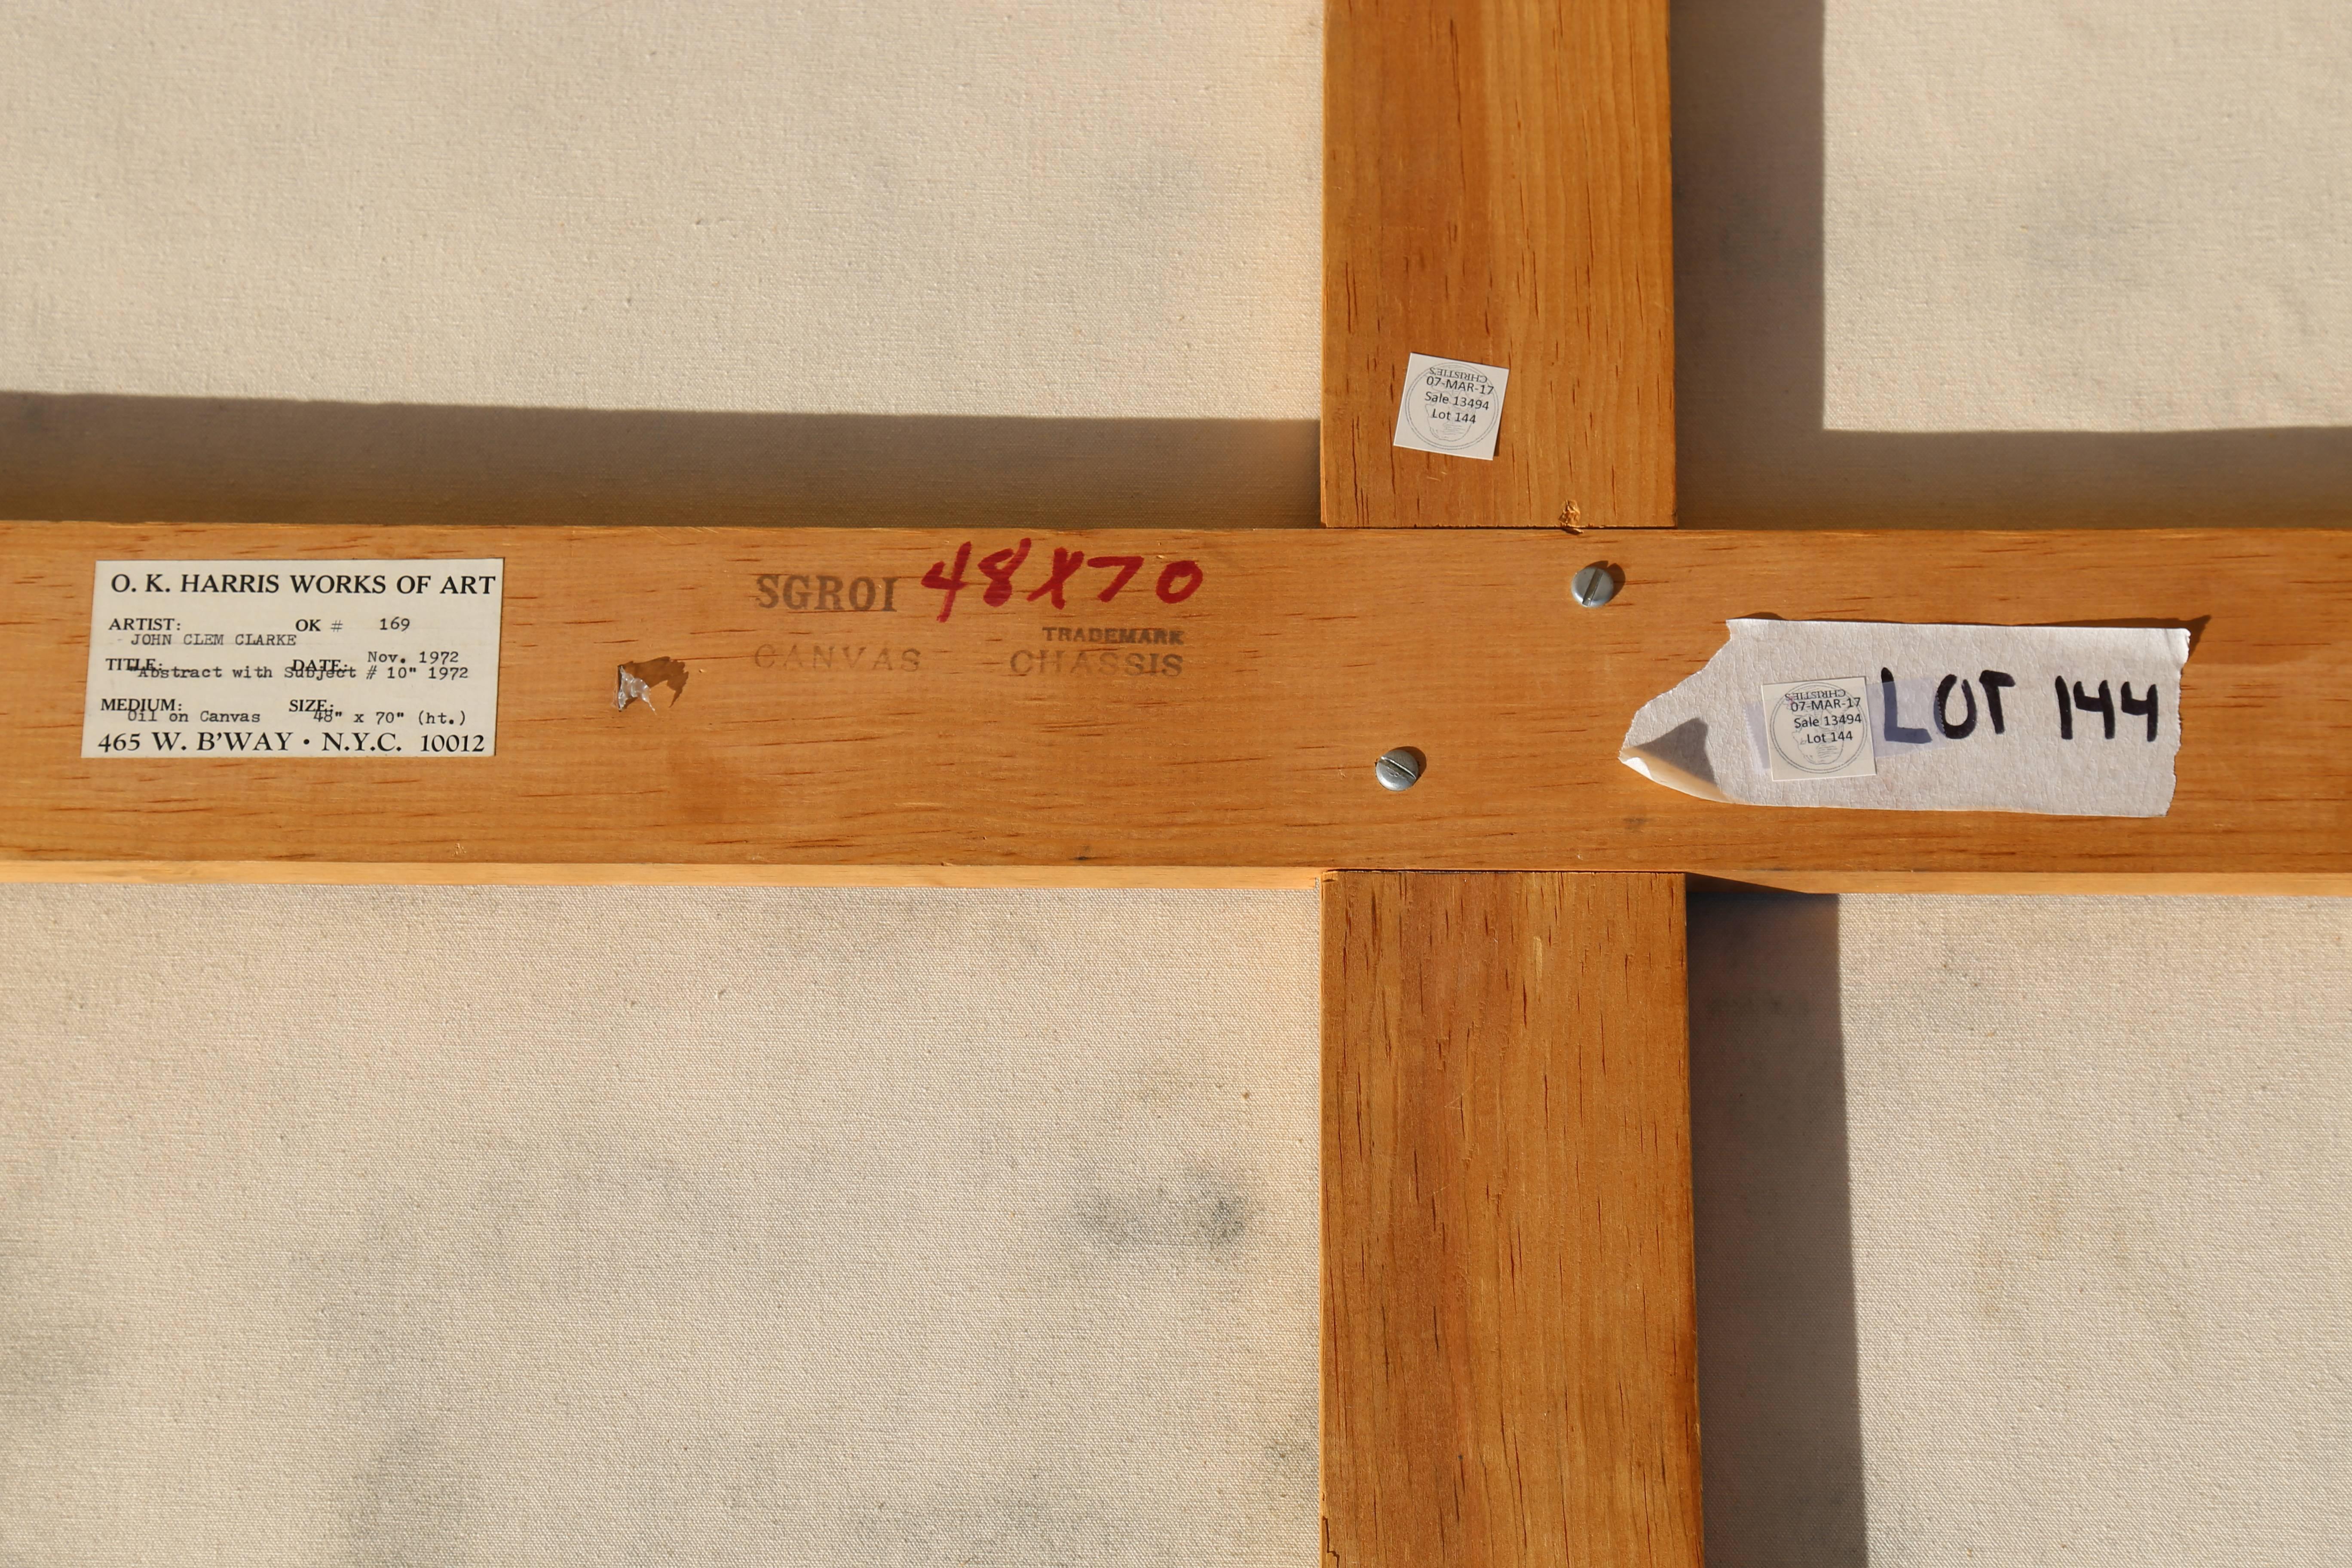 CHRISTIE'S
07-MAR-17
Sale 13494
Lot 144
O. K. HARRIS WORKS OF ART
ARTIST: OK # 169
JOHN CLEM CLARKE
TITLE: DATE: Nov. 1972
"Abstract with Subject # 10" 1972
MEDIUM: SIZE:
Oil on Canvas 48" x 70" (ht.)
465 W. B'WAY • N.Y.C. 10012
SGROI 48X70
TRADEMARK
CANVAS CHASSIS
CHRISTIE'S
07-MAR-17
Sale 13494
Lot 144
LOT 144